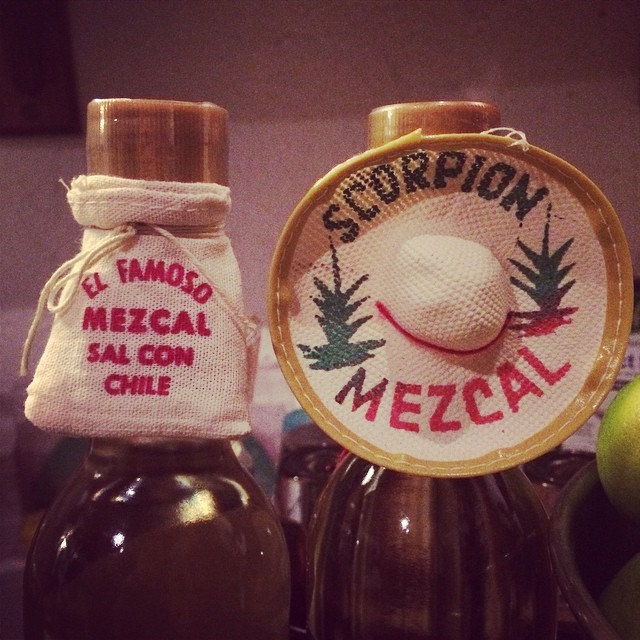 EL FAMOSO
MEZCAL
SAL CON
CHILE
SCORPION
MEZCAL